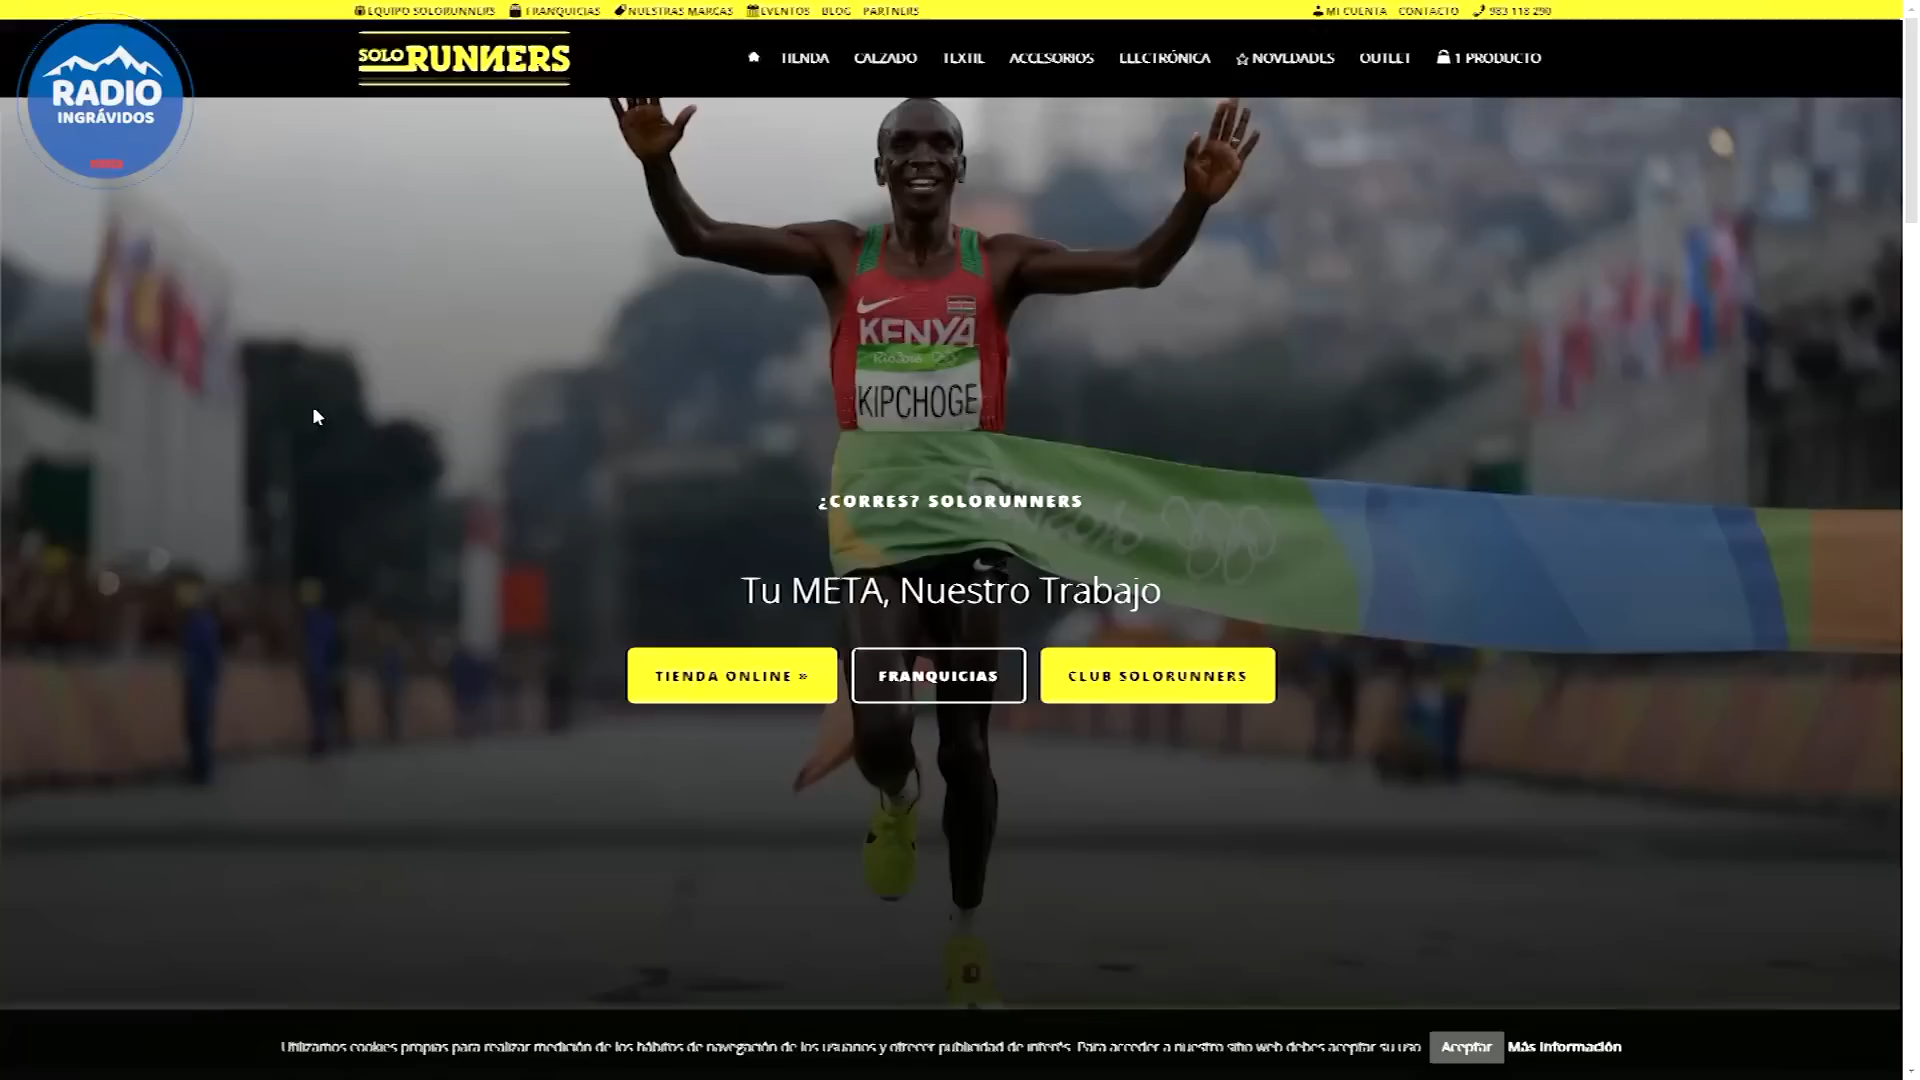 EQUIPO SOLORUNNERS FRANQUICIAS NUESTRAS MARCAS EVENTOS BLOG PARTNERS MI CUENTA CONTACTO 983 118 290
RADIO
INGRÁVIDOS
SOLO RUNNERS
TIENDA CALZADO TEXTIL ACCESORIOS ELECTRÓNICA NOVEDADES OUTLET 1 PRODUCTO
KENYA
Rio2016
KIPCHOGE
¿CORRES? SOLORUNNERS
Tu META, Nuestro Trabajo
TIENDA ONLINE »
FRANQUICIAS
CLUB SOLORUNNERS
Utilizamos cookies propias para realizar medición de los hábitos de navegación de los usuarios y ofrecer publicidad de interés. Para acceder a nuestro sitio web debes aceptar su uso Aceptar Más información